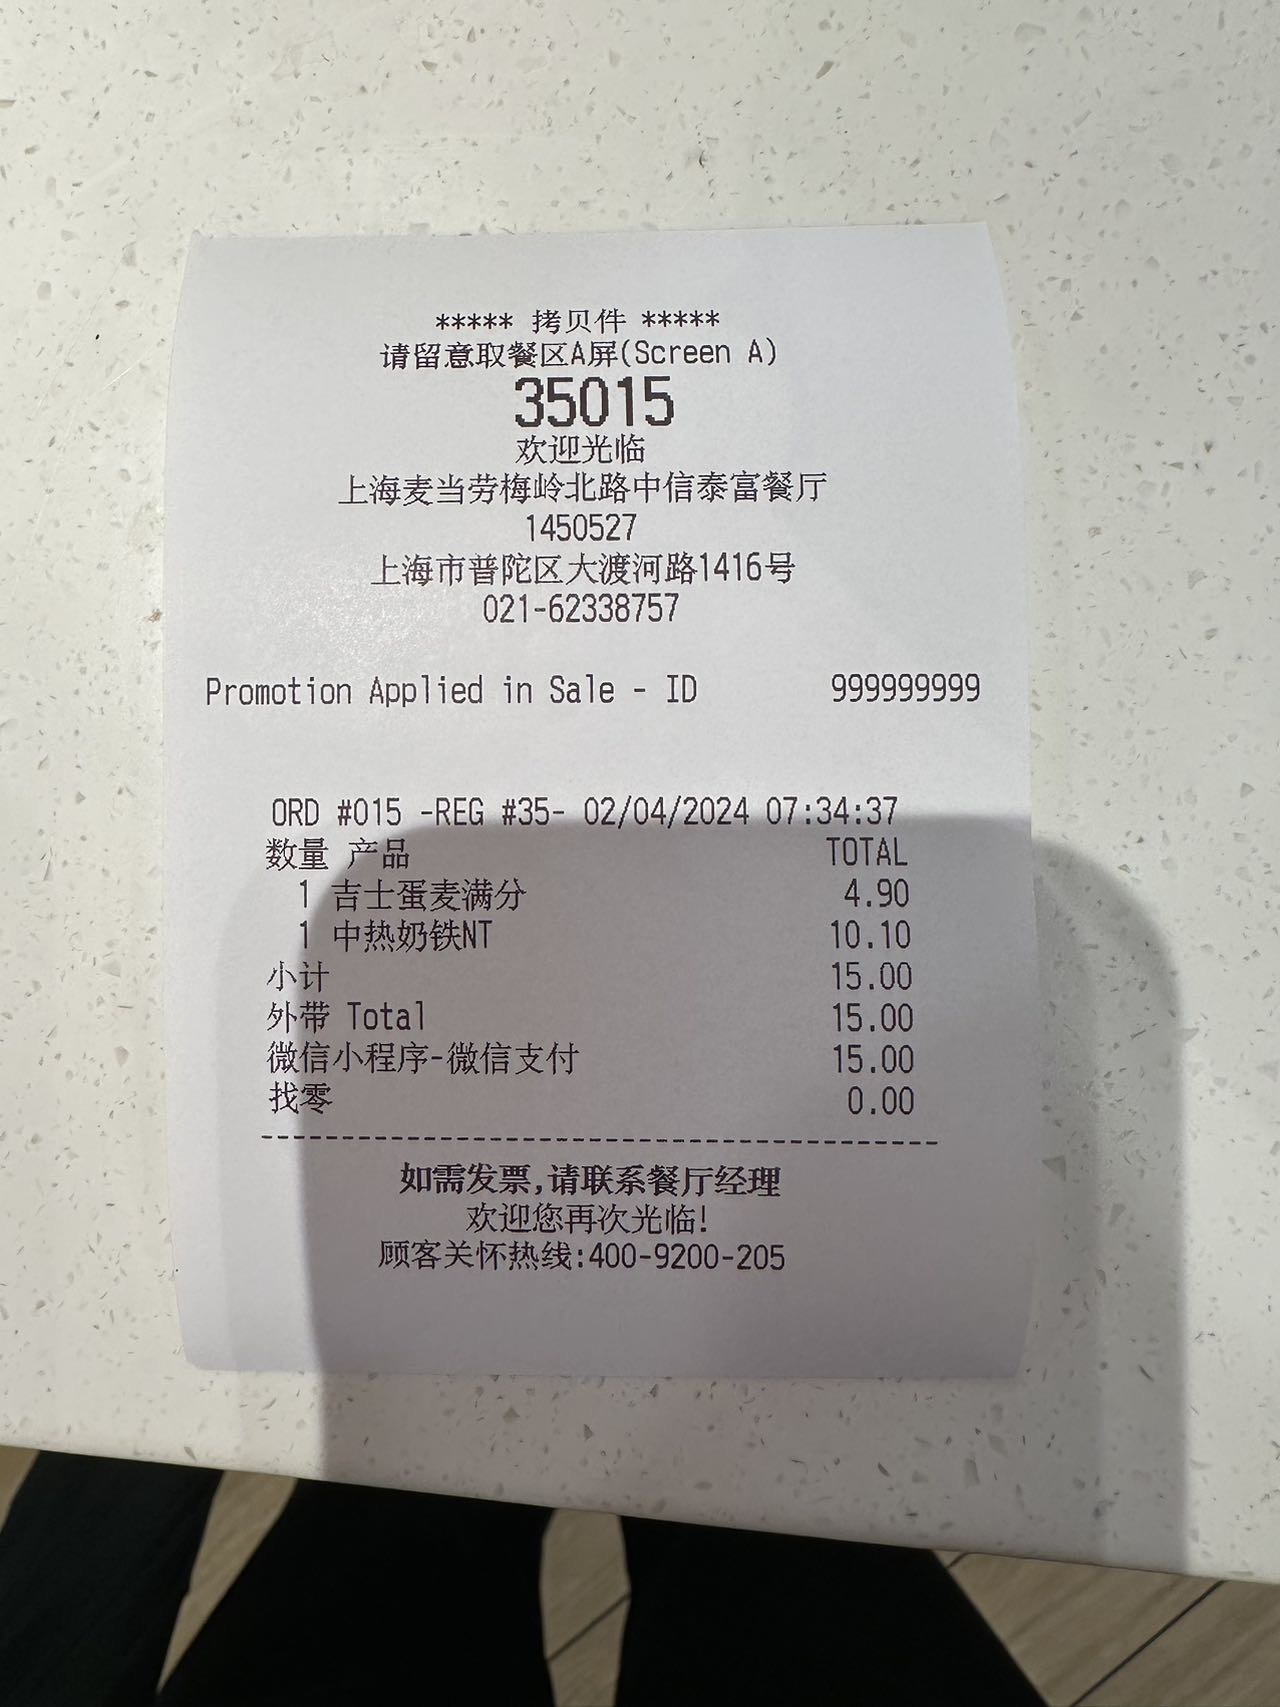 ***** 拷贝件 *****
请留意取餐区A屏(Screen A)
35015
欢迎光临
上海麦当劳梅岭北路中信泰富餐厅
1450527
上海市普陀区大渡河路1416号
021-62338757
Promotion Applied in Sale - ID 999999999
ORD #015 -REG #35- 02/04/2024 07:34:37
数量 产品 TOTAL
1 吉士蛋麦满分 4.90
1 中热奶铁NT 10.10
小计 15.00
外带 Total 15.00
微信小程序-微信支付 15.00
找零 0.00
如需发票,请联系餐厅经理
欢迎您再次光临!
顾客关怀热线:400-9200-205